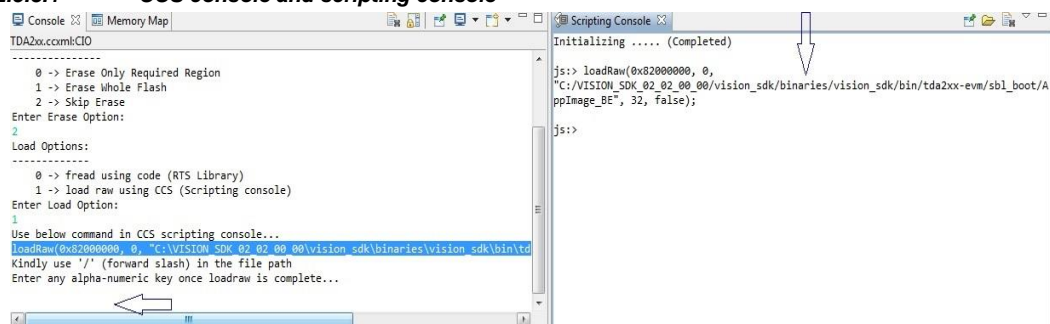 CCS console and scripting console
Console Memory Map
TDA2xx.ccxml:CIO
---------------
0 -> Erase Only Required Region
1 -> Erase Whole Flash
2 -> Skip Erase
Enter Erase Option:
2
Load Options:
-------------
0 -> fread using code (RTS Library)
1 -> load raw using CCS (Scripting console)
Enter Load Option:
1
Use below command in CCS scripting console...
loadRaw(0x82000000, 0, "C:\VISION_SDK_02_02_00_00\vision_sdk\binaries\vision_sdk\bin\td
Kindly use '/' (forward slash) in the file path
Enter any alpha-numeric key once loadraw is complete...
Scripting Console
Initializing ..... (Completed)
js:> loadRaw(0x82000000, 0,
"C:/VISION_SDK_02_02_00_00/vision_sdk/binaries/vision_sdk/bin/tda2xx-evm/sbl_boot/A
ppImage_BE", 32, false);
js:>